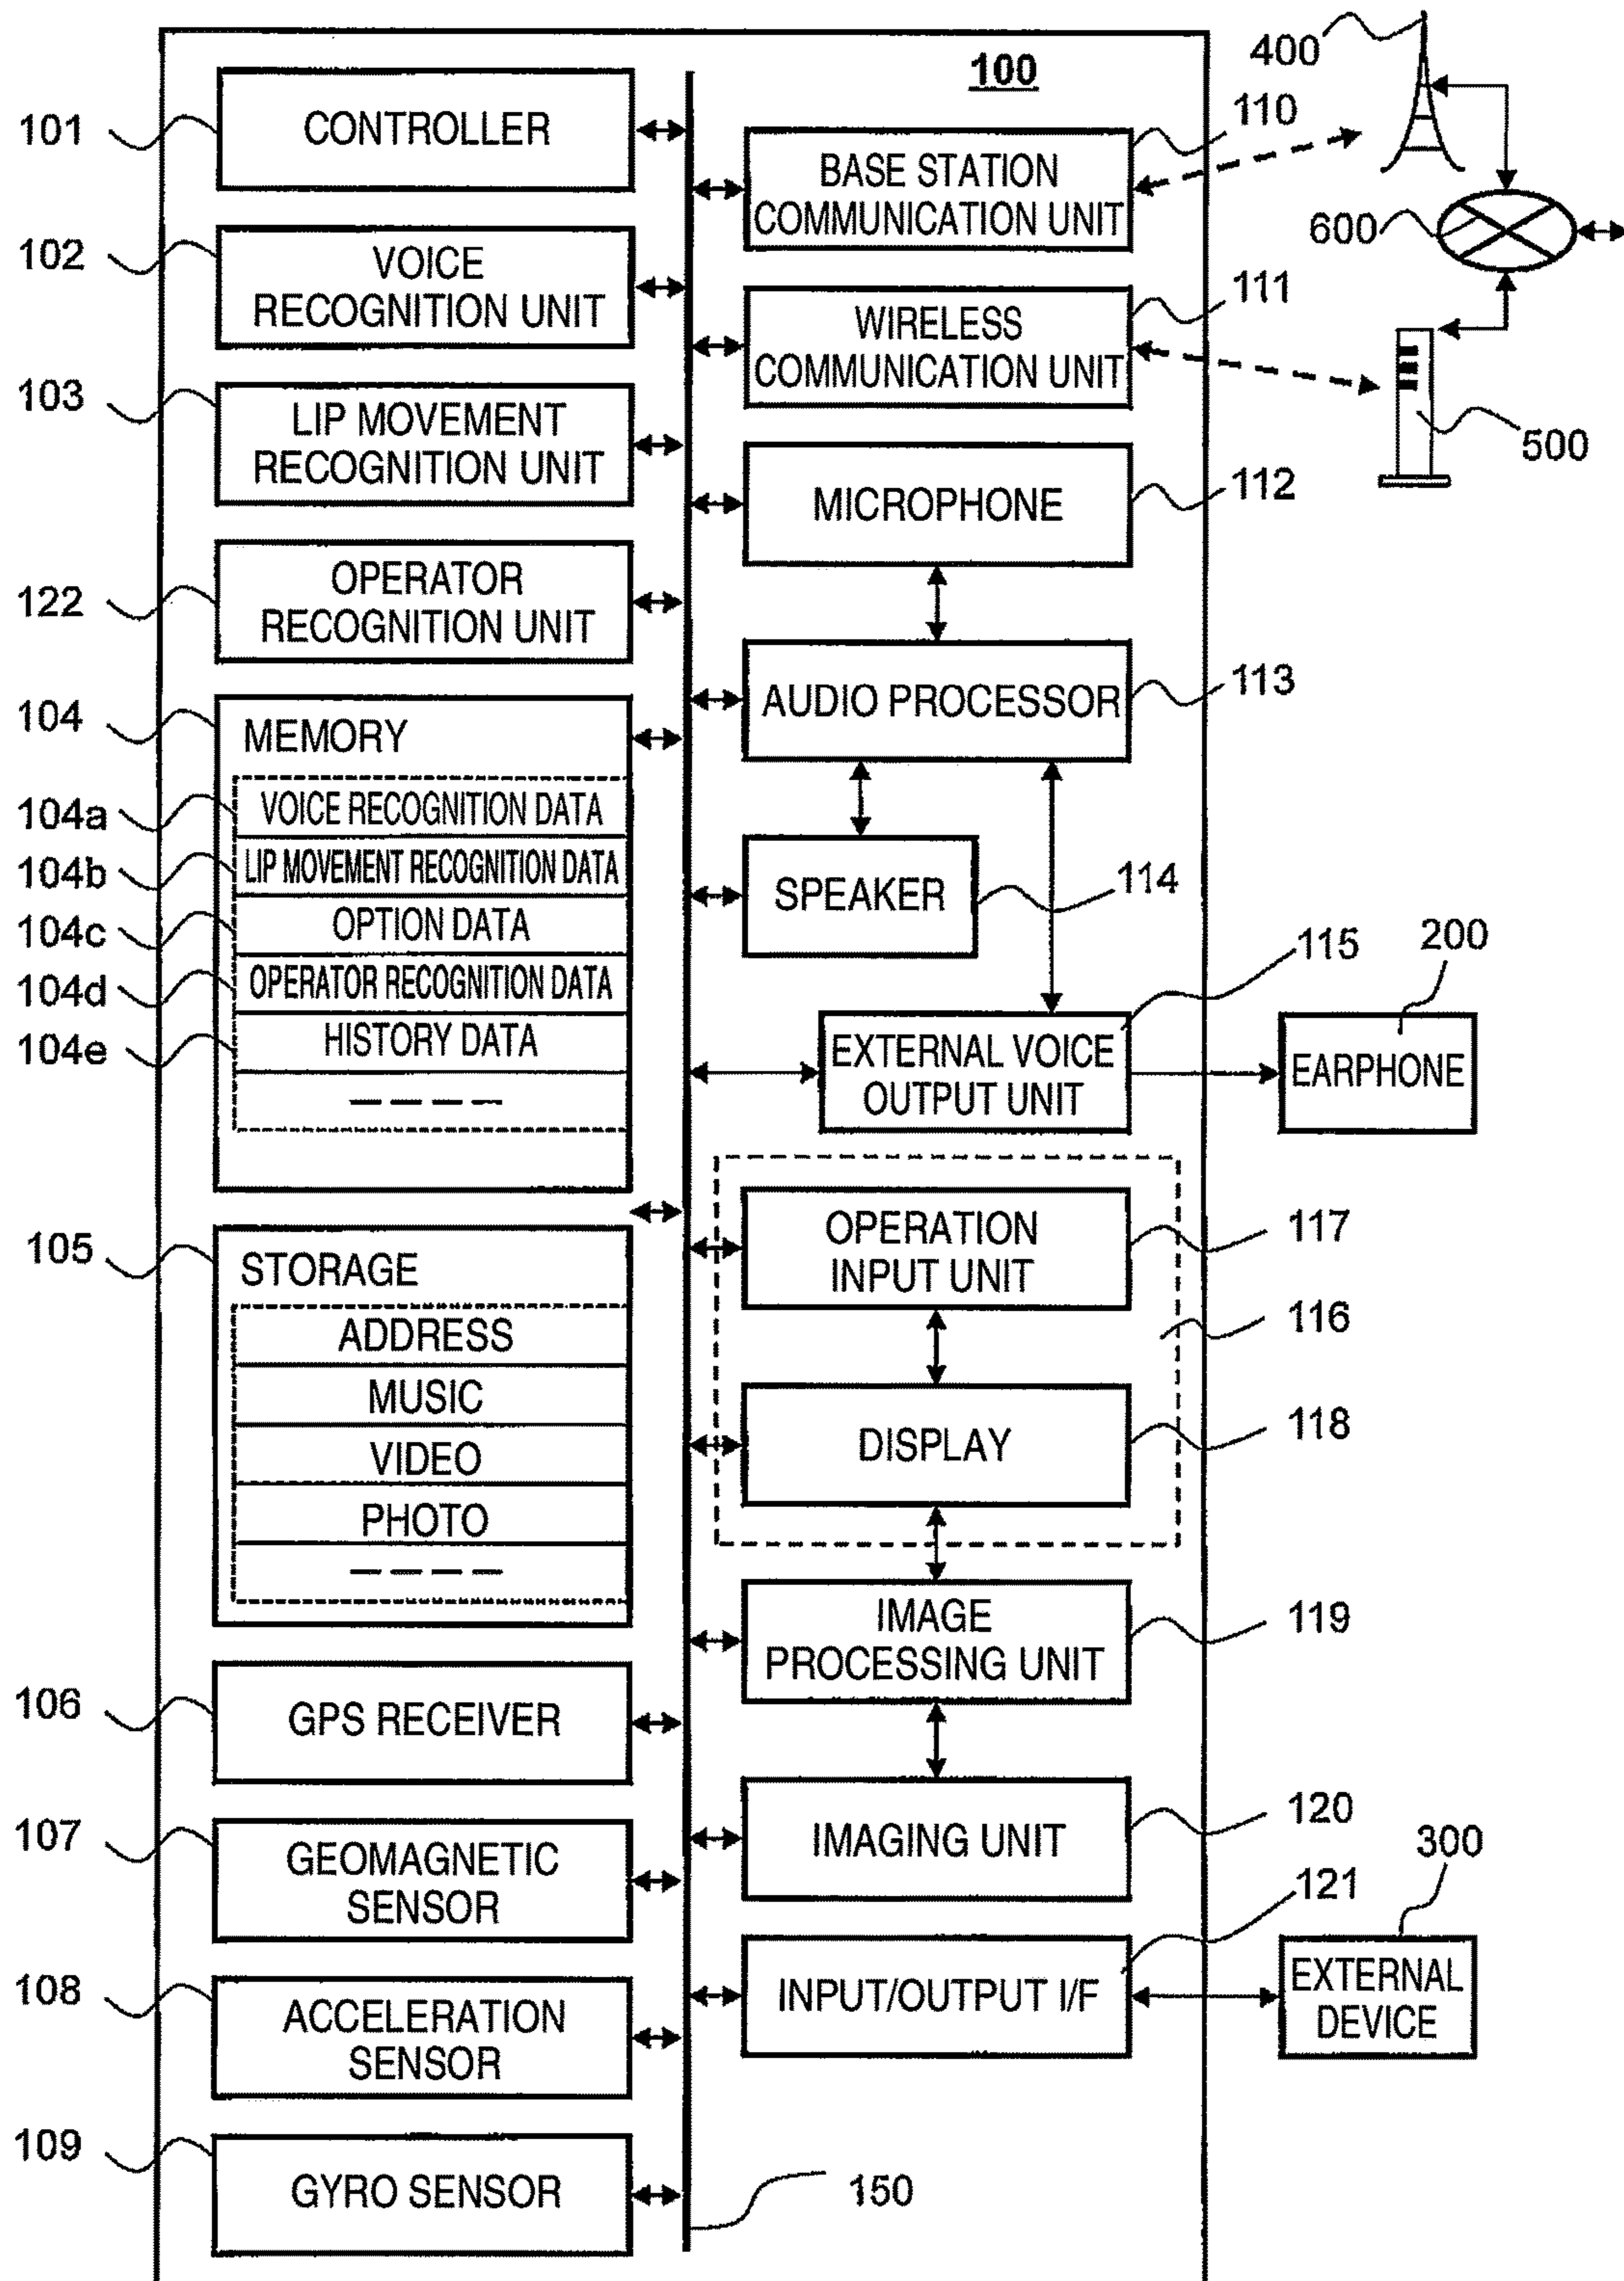 100
400
101
CONTROLLER
110
BASE STATION
COMMUNICATION UNIT
600
102
VOICE
RECOGNITION UNIT
111
WIRELESS
COMMUNICATION UNIT
500
103
LIP MOVEMENT
RECOGNITION UNIT
112
MICROPHONE
122
OPERATOR
RECOGNITION UNIT
113
AUDIO PROCESSOR
104
MEMORY
104a
VOICE RECOGNITION DATA
104b
LIP MOVEMENT RECOGNITION DATA
104c
OPTION DATA
104d
OPERATOR RECOGNITION DATA
104e
HISTORY DATA
SPEAKER
114
115
EXTERNAL VOICE
OUTPUT UNIT
200
EARPHONE
105
STORAGE
ADDRESS
MUSIC
VIDEO
PHOTO
OPERATION
INPUT UNIT
117
116
DISPLAY
118
IMAGE
PROCESSING UNIT
119
106
GPS RECEIVER
107
GEOMAGNETIC
SENSOR
IMAGING UNIT
120
121
300
108
ACCELERATION
SENSOR
INPUT/OUTPUT I/F
EXTERNAL
DEVICE
109
GYRO SENSOR
150